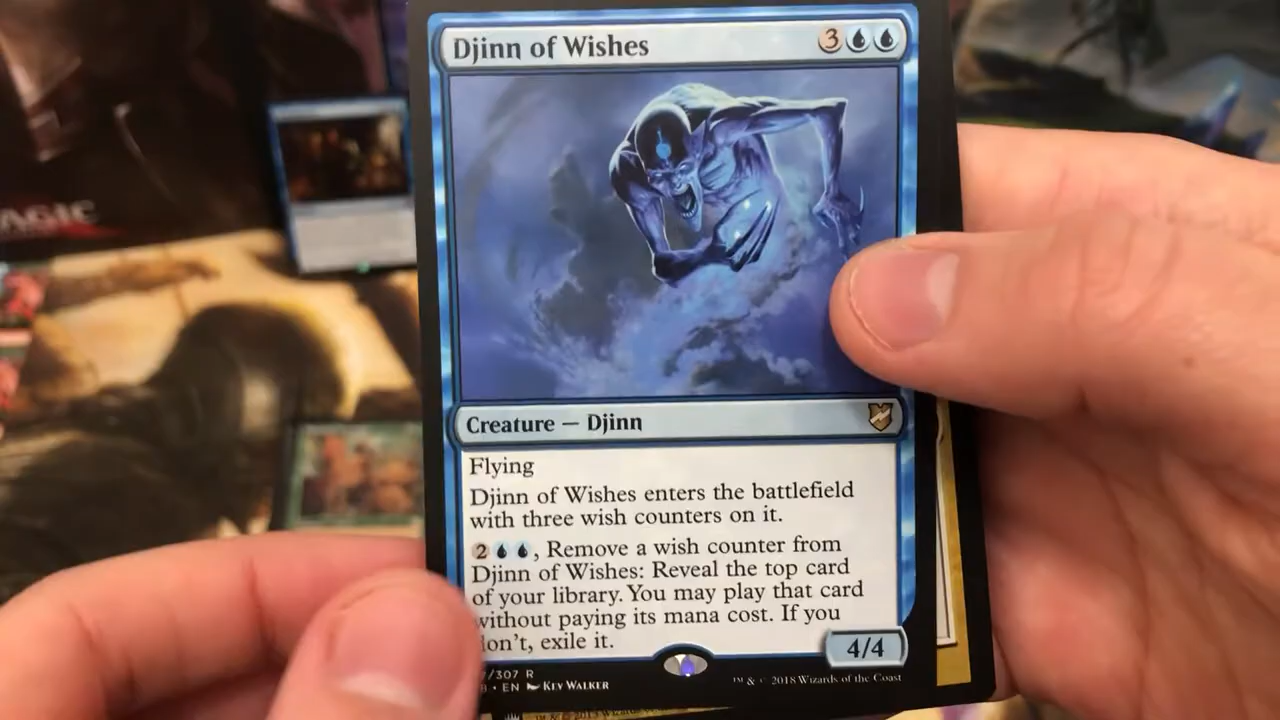 Djinn of Wishes 3
AGIC
Creature — Djinn
Flying
Djinn of Wishes enters the battlefield
with three wish counters on it.
2 , Remove a wish counter from
Djinn of Wishes: Reveal the top card
of your library. You may play that card
without paying its mana cost. If you
on't, exile it.
4/4
/307 R
• EN KEV WALKER
™ & © 2018 Wizards of the Coast